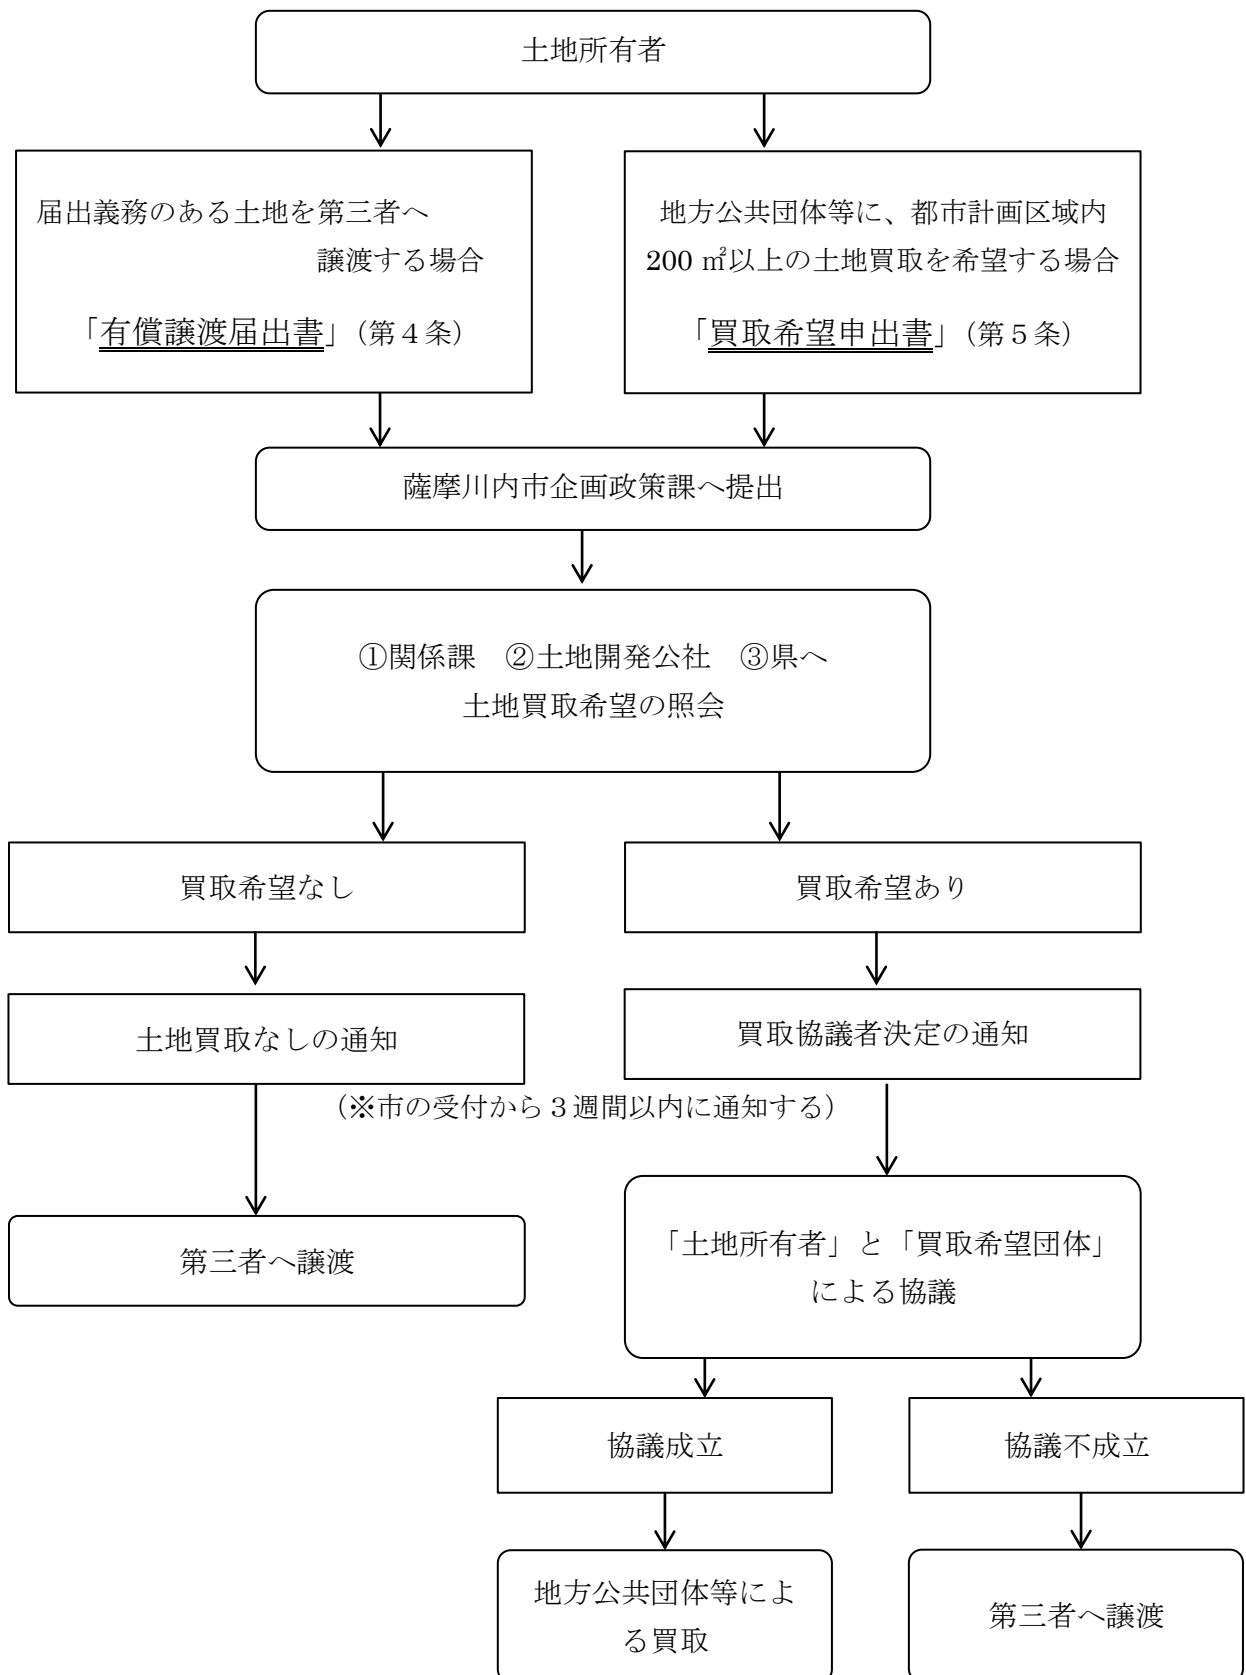 土地所有者
届出義務のある土地を第三者へ
譲渡する場合
「有償譲渡届出書」（第４条）
地方公共団体等に、都市計画区域内
200 ㎡以上の土地買取を希望する場合
「買取希望申出書」（第５条）
薩摩川内市企画政策課へ提出
①関係課　②土地開発公社　③県へ
土地買取希望の照会
買取希望なし
買取希望あり
土地買取なしの通知
買取協議者決定の通知
（※市の受付から３週間以内に通知する）
「土地所有者」と「買取希望団体」
による協議
第三者へ譲渡
協議成立
協議不成立
地方公共団体等によ
る買取
第三者へ譲渡